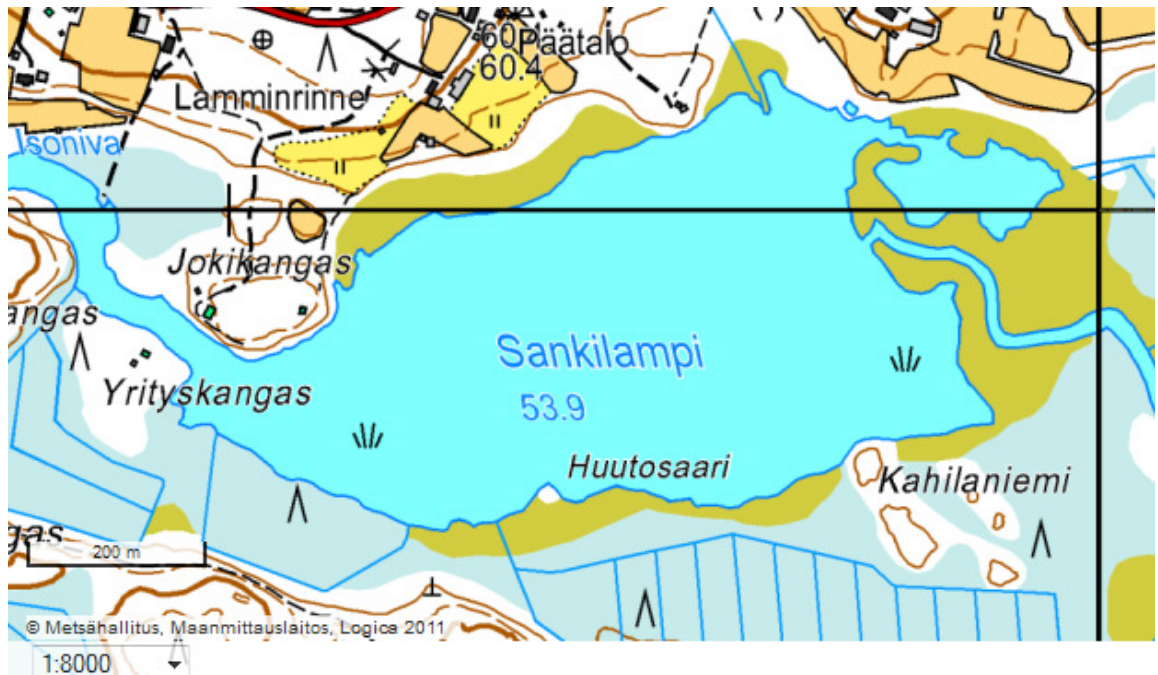 60
Päätalo
60.4
Lamminrinne
Isoniva
Jokikangas
angas
Sankilampi
Yrityskangas
53.9
Huutosaari
Kahilaniemi
gas
200 m
© Metsähallitus, Maanmittauslaitos, Logica 2011
1:8000